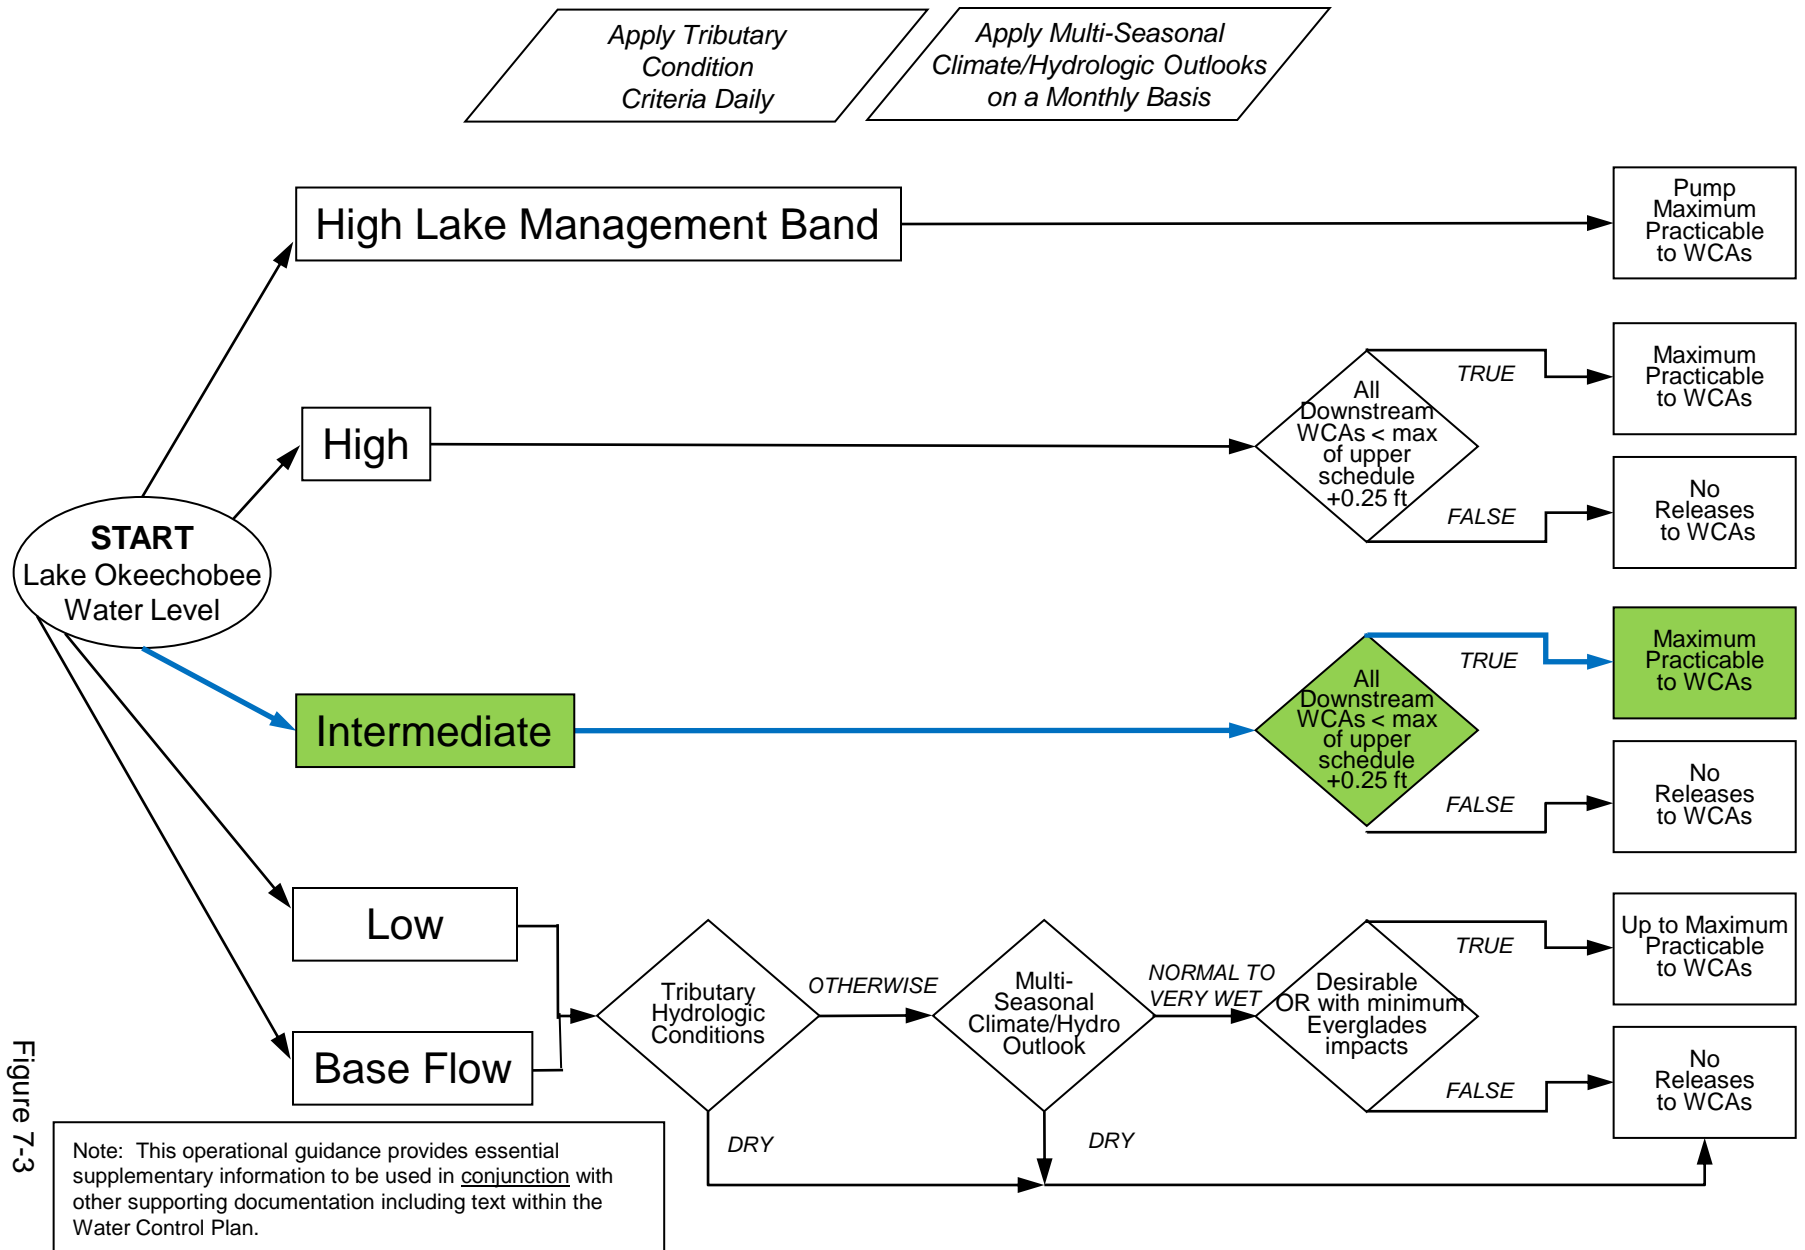 Apply Tributary
Condition
Criteria Daily
Apply Multi-Seasonal
Climate/Hydrologic Outlooks
on a Monthly Basis
High Lake Management Band
Pump
Maximum
Practicable
to WCAs
High
All
Downstream
WCAs < max
of upper
schedule
+0.25 ft
TRUE
Maximum
Practicable
to WCAs
FALSE
No
Releases
to WCAs
START
Lake Okeechobee
Water Level
Intermediate
All
Downstream
WCAs < max
of upper
schedule
+0.25 ft
TRUE
Maximum
Practicable
to WCAs
FALSE
No
Releases
to WCAs
Low
Base Flow
Tributary
Hydrologic
Conditions
OTHERWISE
DRY
Multi-
Seasonal
Climate/Hydro
Outlook
NORMAL TO
VERY WET
DRY
Desirable
OR with minimum
Everglades
impacts
TRUE
Up to Maximum
Practicable
to WCAs
FALSE
No
Releases
to WCAs
Figure 7-3
Note:  This operational guidance provides essential
supplementary information to be used in conjunction with
other supporting documentation including text within the
Water Control Plan.